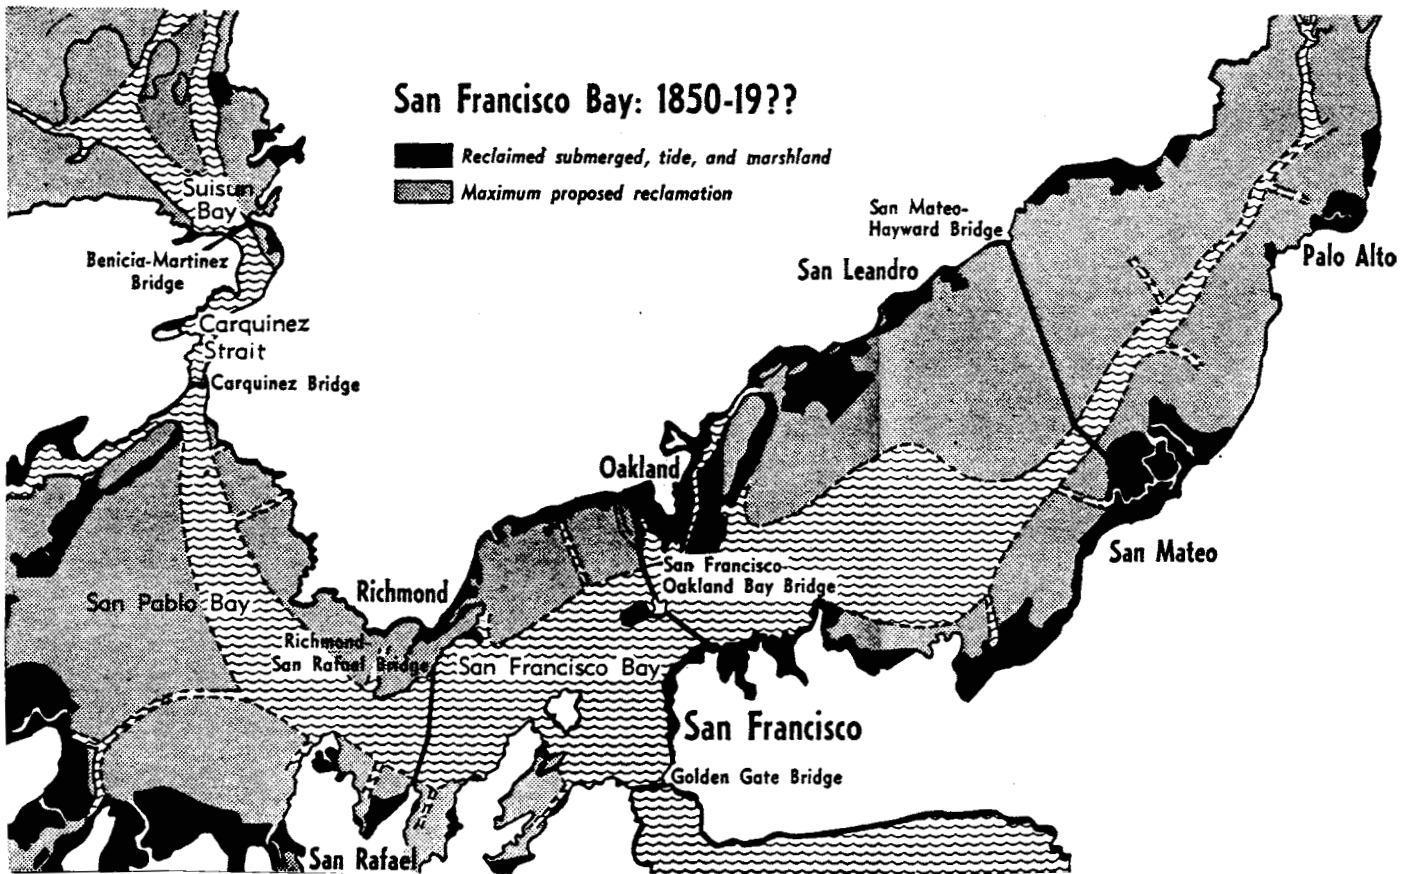 San Francisco Bay: 1850-19??
Reclaimed submerged, tide, and marshland
Maximum proposed reclamation
Suisun
Bay
Benicia-Martinez
Bridge
Carquinez
Strait
Carquinez Bridge
San Mateo-
Hayward Bridge
San Leandro
Palo Alto
Oakland
San Francisco-
Oakland Bay Bridge
San Mateo
San Pablo Bay
Richmond
Richmond-
San Rafael Bridge
San Francisco Bay
San Francisco
Golden Gate Bridge
San Rafael